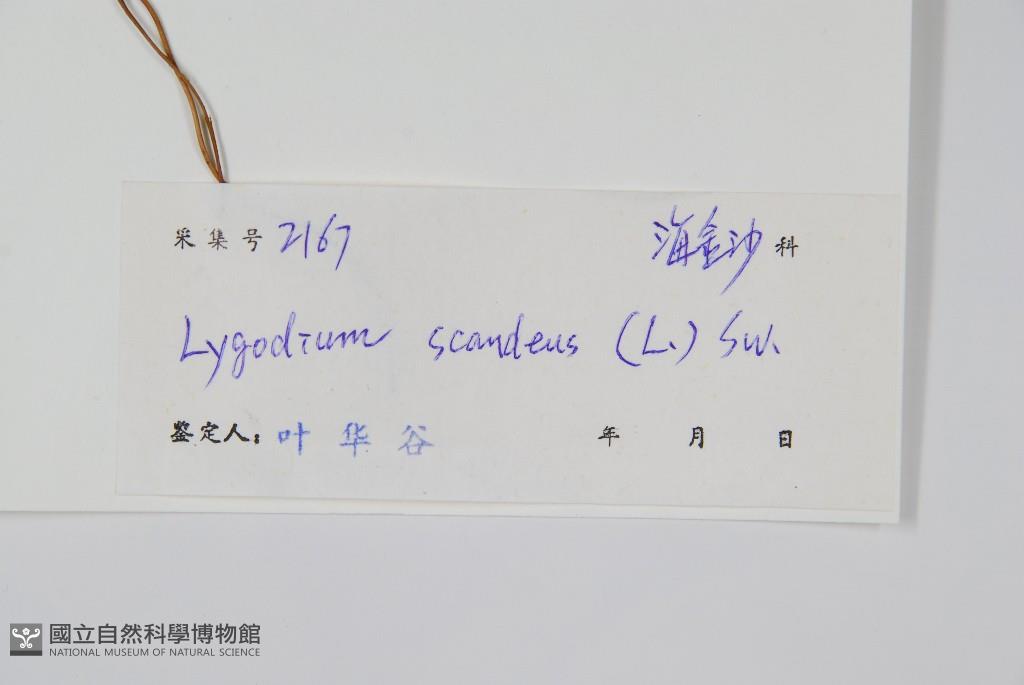 采集号 2167 海金沙科
Lygodium scandens (L.) Sw.
鉴定人：叶华谷 年 月 日
國立自然科學博物館
NATIONAL MUSEUM OF NATURAL SCIENCE